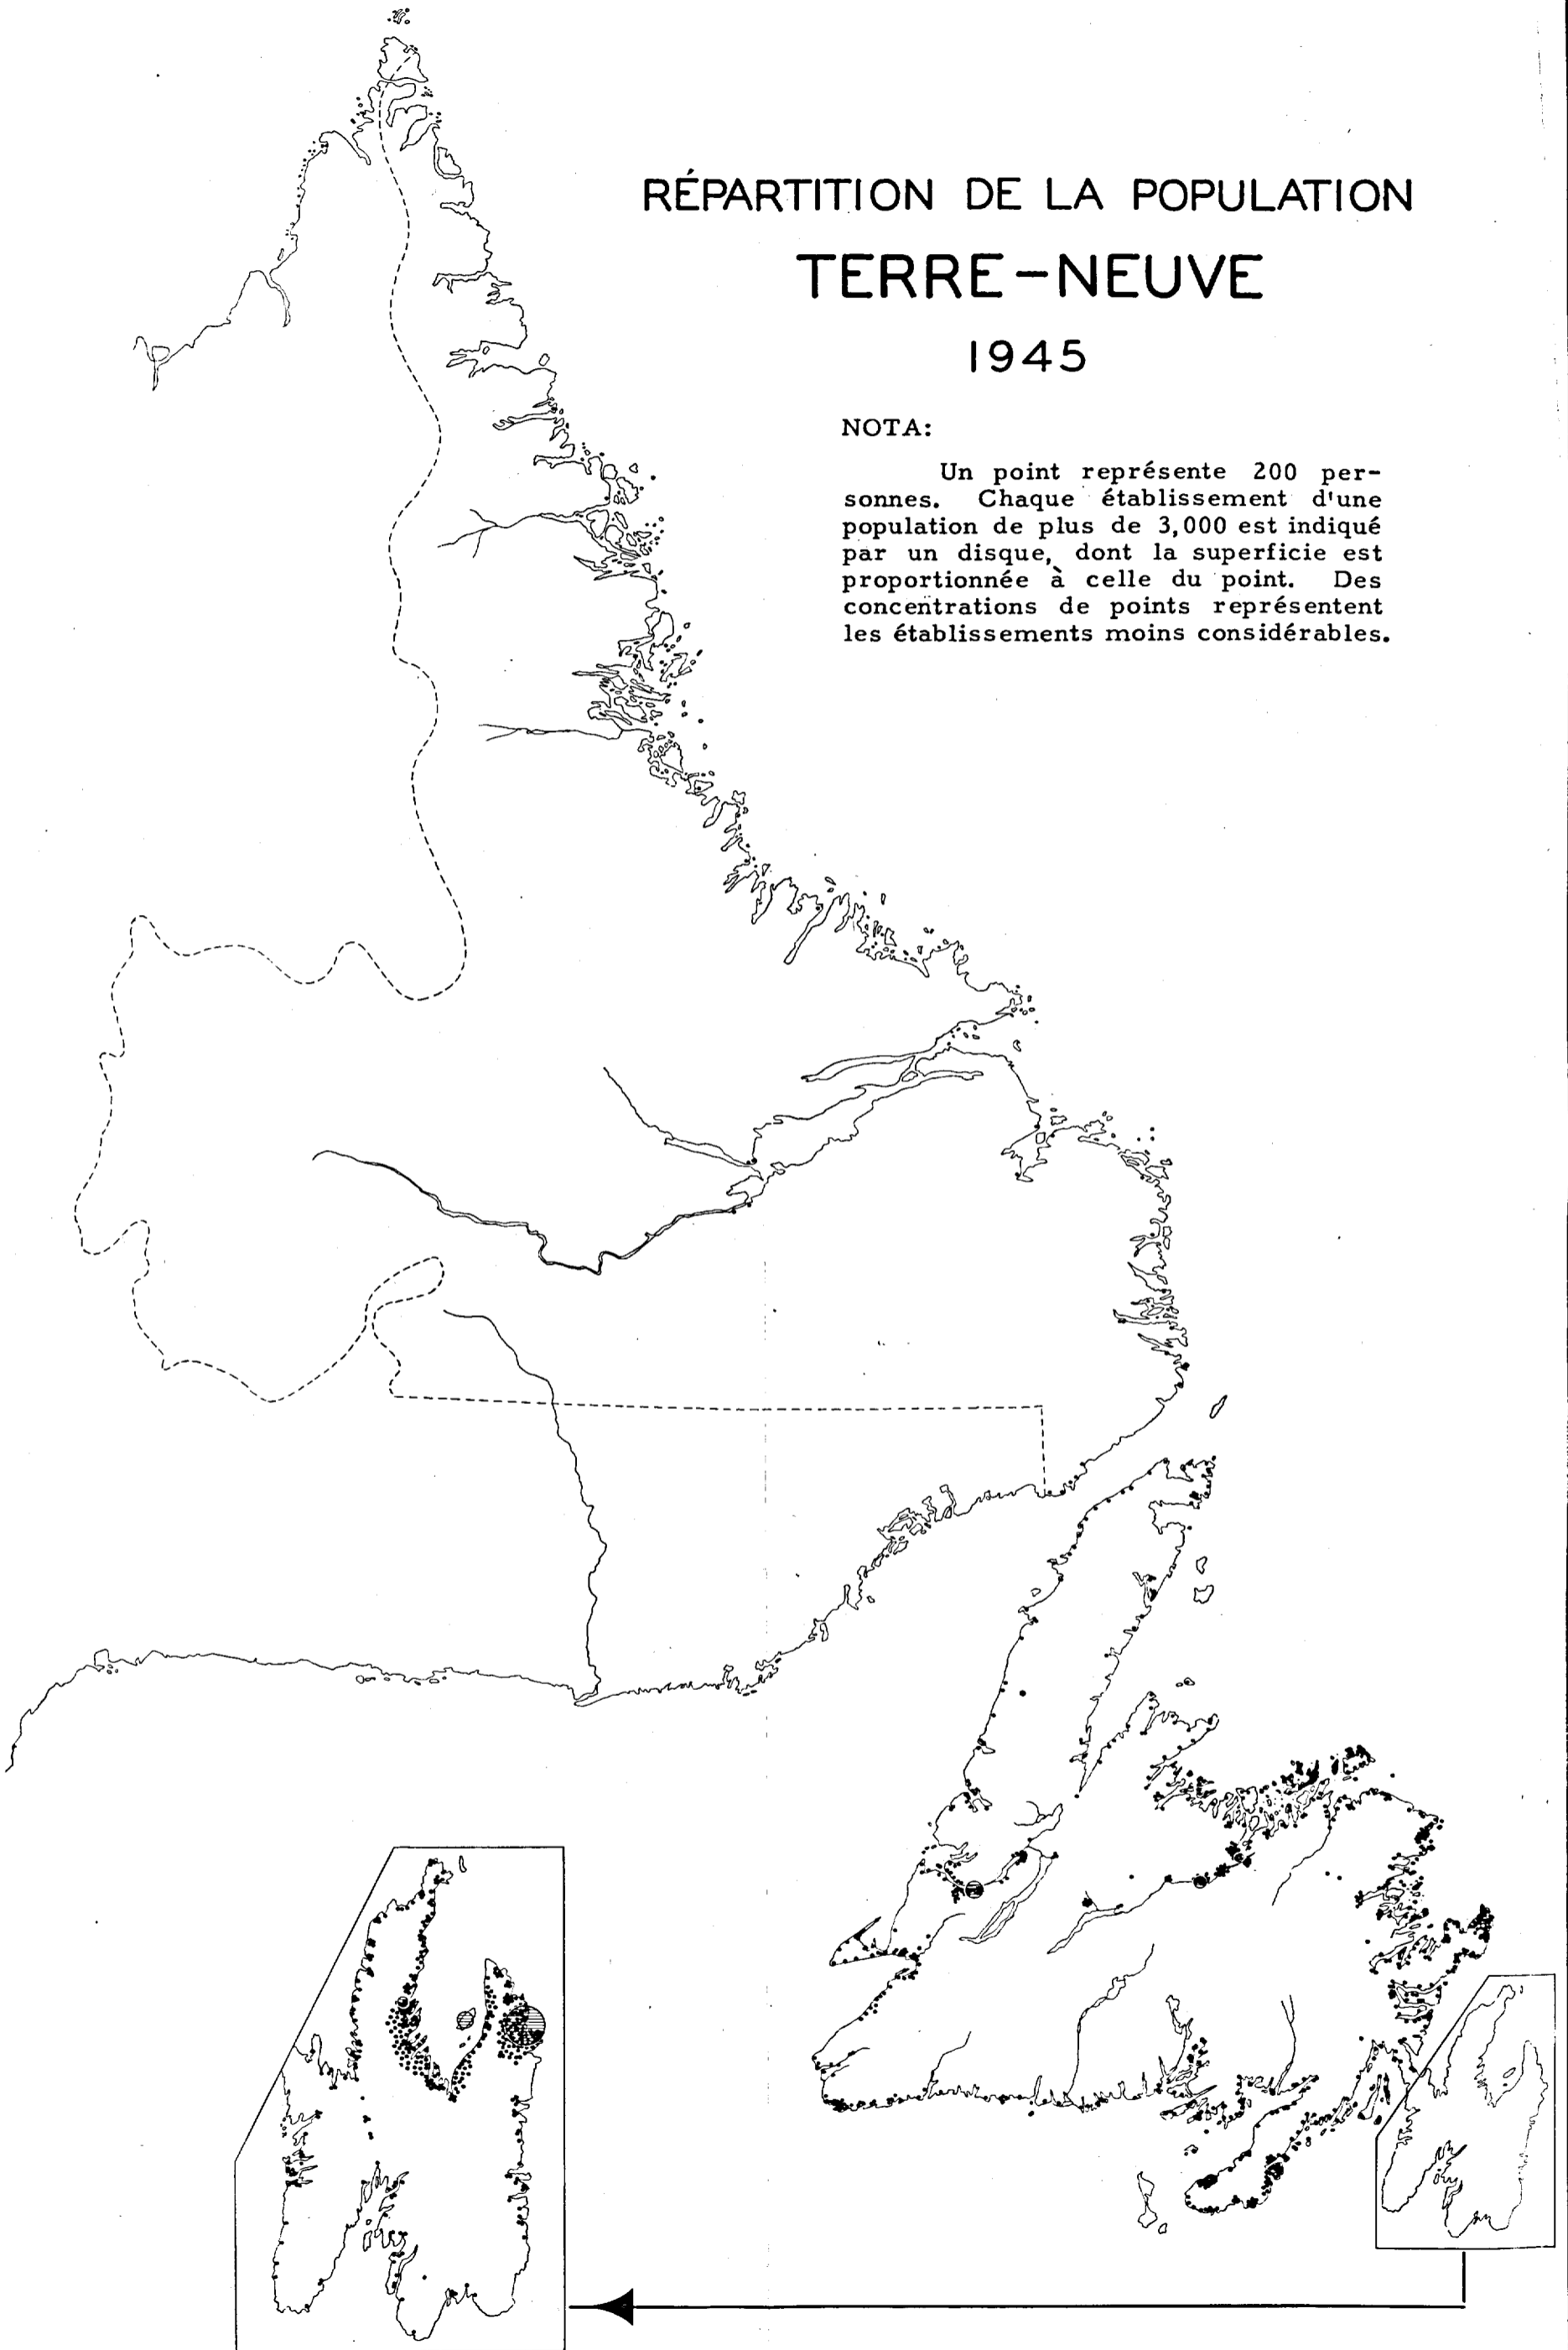 RÉPARTITION DE LA POPULATION
TERRE-NEUVE
1945
NOTA:
Un point représente 200 per-
sonnes. Chaque établissement d'une
population de plus de 3,000 est indiqué
par un disque, dont la superficie est
proportionnée à celle du point. Des
concentrations de points représentent
les établissements moins considérables.